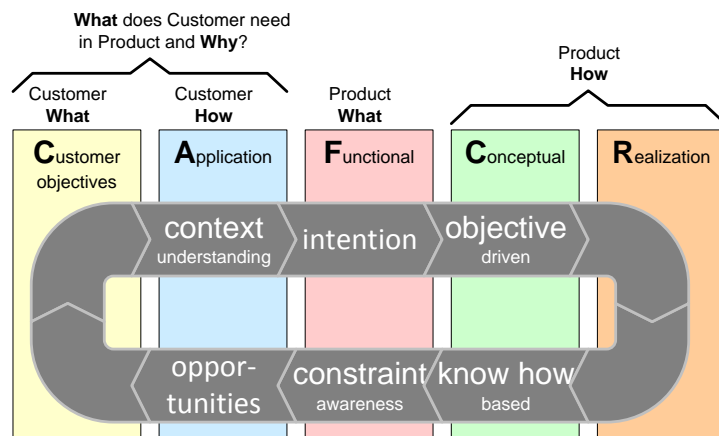 What does Customer need
in Product and Why?
Product
How
Customer
What
Customer
How
Product
What
Customer
objectives
Application
Functional
Conceptual
Realization
context
understanding
intention
objective
driven
oppor-
tunities
constraint
awareness
know how
based